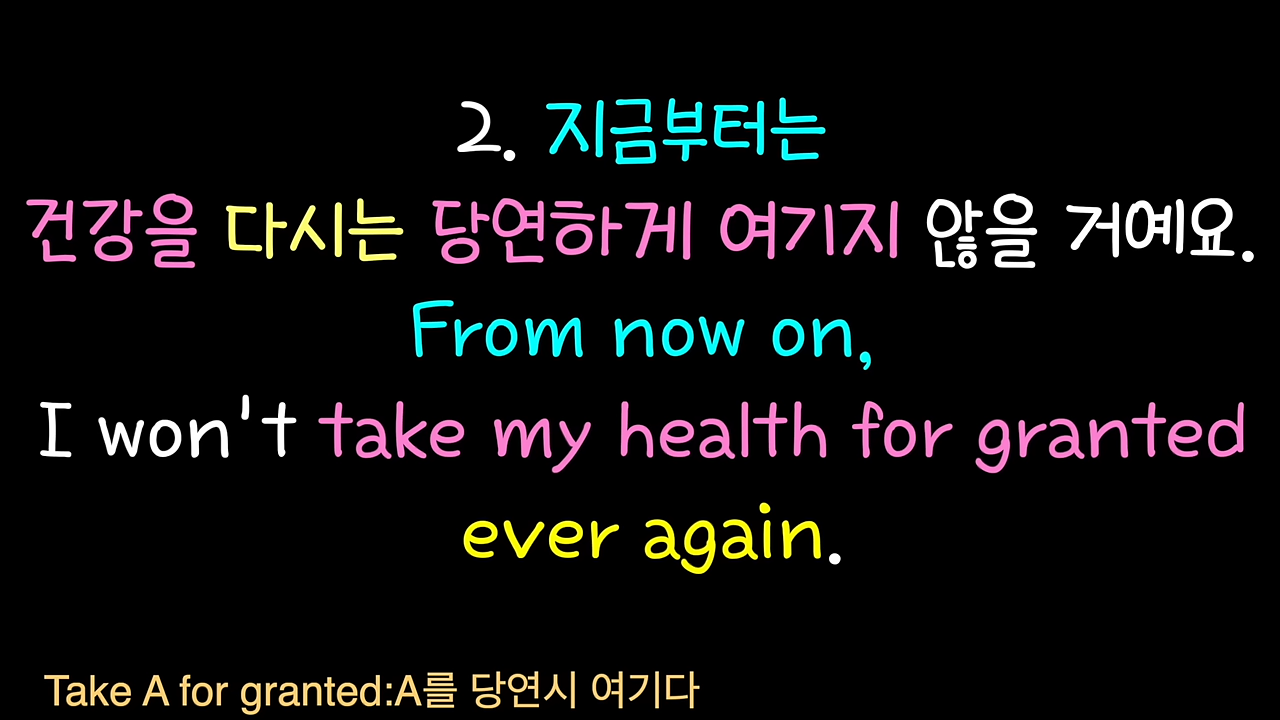 2. 지금부터는
건강을 다시는 당연하게 여기지 않을 거예요.
From now on,
I won't take my health for granted
ever again.
Take A for granted:A를 당연시 여기다